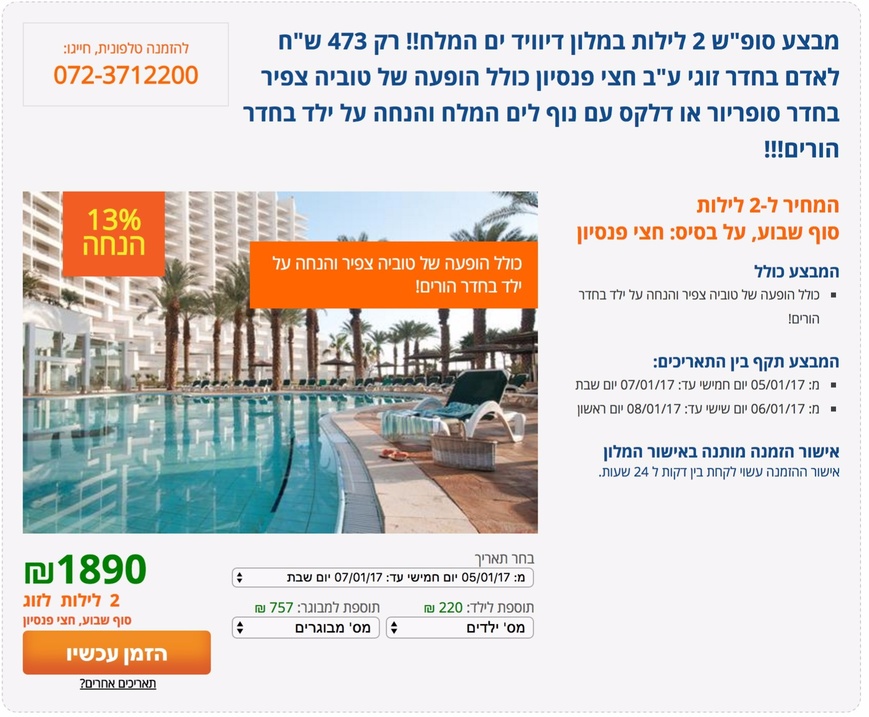 מבצע סופ"ש 2 לילות במלון דיוויד ים המלח!! רק 473 ש"ח
לאדם בחדר זוגי ע"ב חצי פנסיון כולל הופעה של טוביה צפיר
בחדר סופריור או דלקס עם נוף לים המלח והנחה על ילד בחדר
הורים!!!
להזמנה טלפונית, חייגו:
072-3712200
המחיר ל-2 לילות
סוף שבוע, על בסיס: חצי פנסיון
המבצע כולל
▪ כולל הופעה של טוביה צפיר והנחה על ילד בחדר
הורים!
המבצע תקף בין התאריכים:
▪ מ: 05/01/17 יום חמישי עד: 07/01/17 יום שבת
▪ מ: 06/01/17 יום שישי עד: 08/01/17 יום ראשון
אישור הזמנה מותנה באישור המלון
אישור ההזמנה עשוי לקחת בין דקות ל 24 שעות.
13%
הנחה
כולל הופעה של טוביה צפיר והנחה על
ילד בחדר הורים!
בחר תאריך
מ: 05/01/17 יום חמישי עד: 07/01/17 יום שבת
תוספת לילד: 220 ₪
תוספת למבוגר: 757 ₪
מס' ילדים
מס' מבוגרים
₪1890
2 לילות לזוג
סוף שבוע, חצי פנסיון
הזמן עכשיו
תאריכים אחרים?